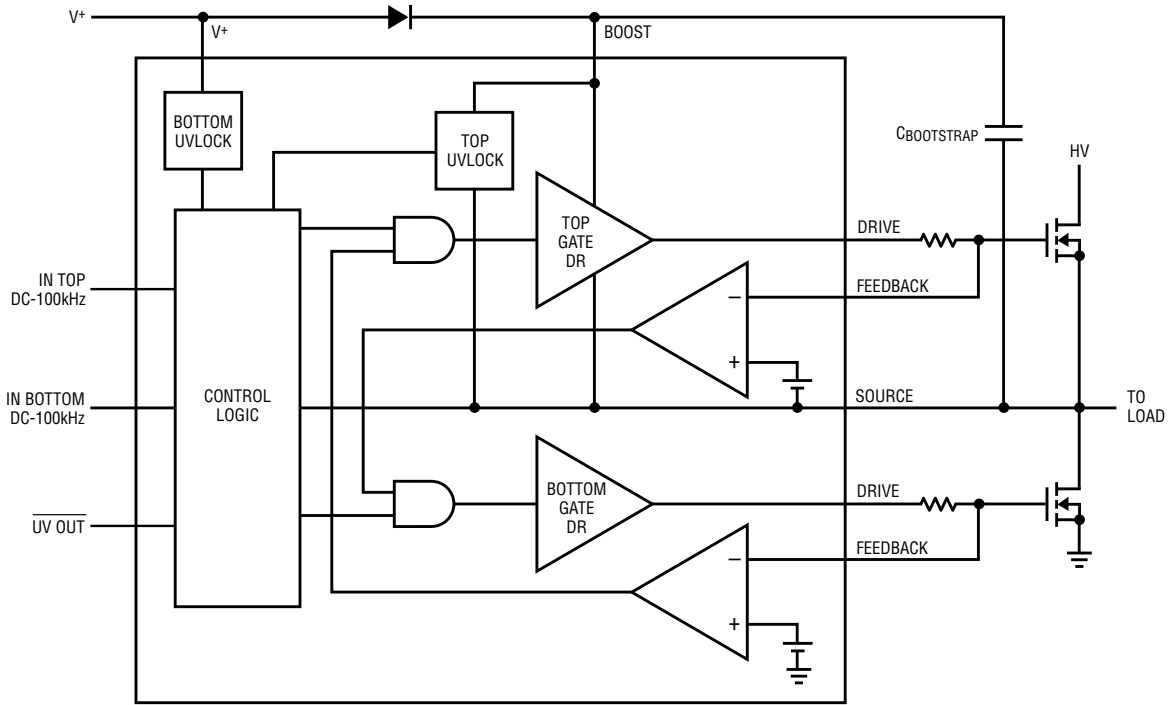 V+
V+
BOOST
BOTTOM
UVLOCK
TOP
UVLOCK
CBOOTSTRAP
HV
TOP
GATE
DR
DRIVE
FEEDBACK
–
+
IN TOP
DC-100kHz
IN BOTTOM
DC-100kHz
CONTROL
LOGIC
SOURCE
TO
LOAD
UV OUT
BOTTOM
GATE
DR
DRIVE
FEEDBACK
–
+